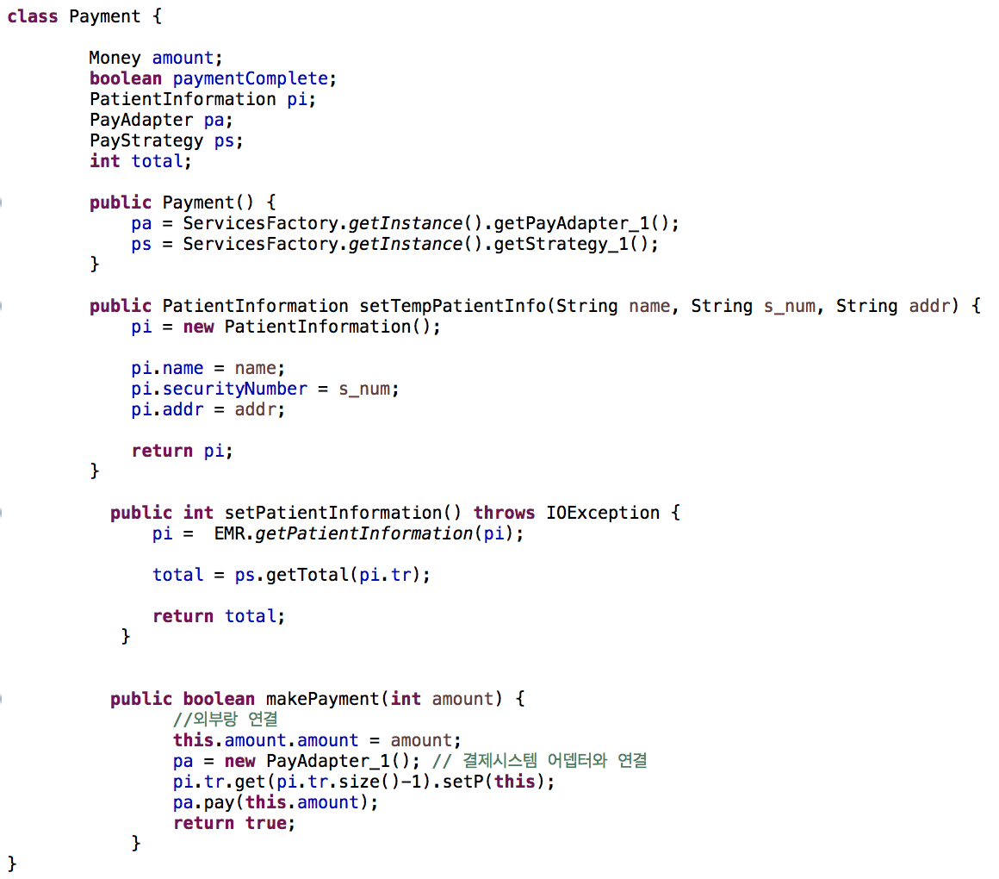 class Payment {
Money amount;
boolean paymentComplete;
PatientInformation pi;
PayAdapter pa;
PayStrategy ps;
int total;
public Payment() {
pa = ServicesFactory.getInstance().getPayAdapter_1();
ps = ServicesFactory.getInstance().getStrategy_1();
}
public PatientInformation setTempPatientInfo(String name, String s_num, String addr) {
pi = new PatientInformation();
pi.name = name;
pi.securityNumber = s_num;
pi.addr = addr;
return pi;
}
public int setPatientInformation() throws IOException {
pi =  EMR.getPatientInformation(pi);
total = ps.getTotal(pi.tr);
return total;
}
public boolean makePayment(int amount) {
//외부랑 연결
this.amount.amount = amount;
pa = new PayAdapter_1(); // 결제시스템 어뎁터와 연결
pi.tr.get(pi.tr.size()-1).setP(this);
pa.pay(this.amount);
return true;
}
}